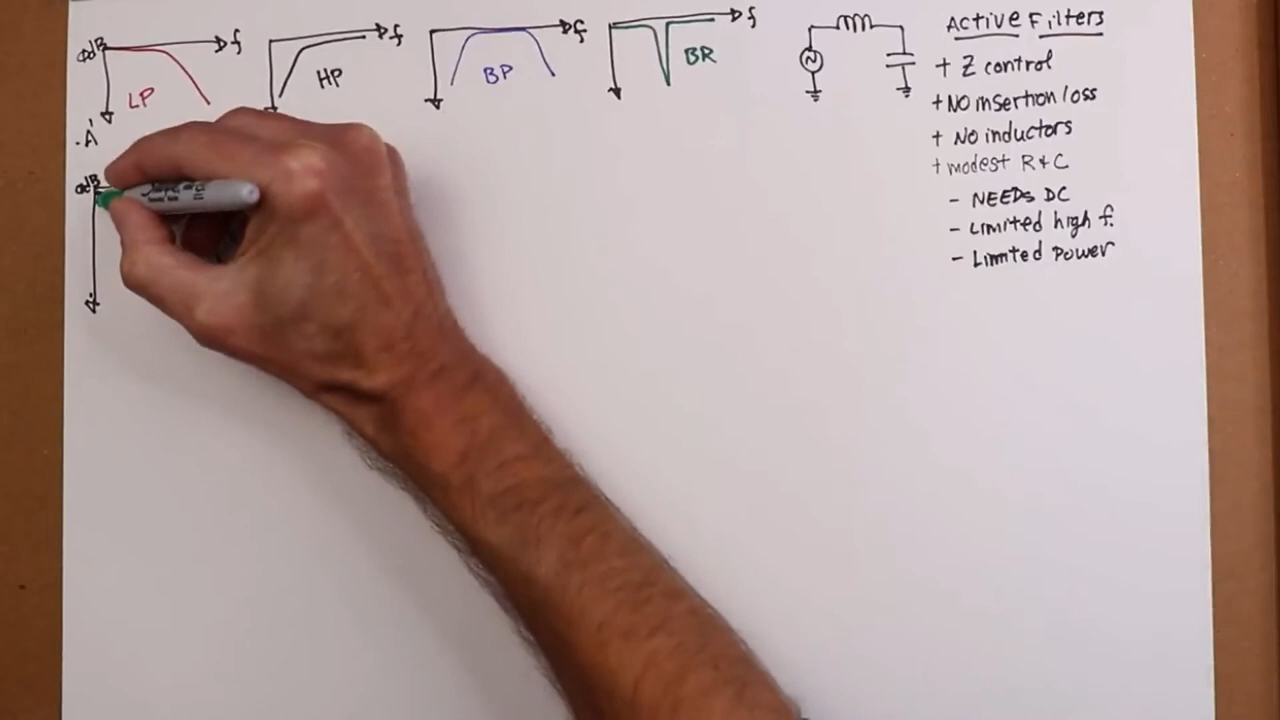 0dB
f
LP
-A
f
HP
f
BP
f
BR
Active Filters
+ Z control
+ NO insertion loss
+ No inductors
+ modest R & C
- NEEDs DC
- Limited high f.
- Limited Power
0dB
Sharpie